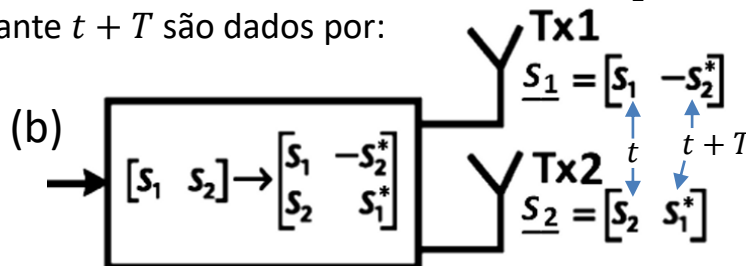 ante t + T são dados por:
Tx1
s₁ = [s₁ −s₂*]
(b)
[s₁ s₂] → [s₁ −s₂*
s₂ s₁*]
t
t + T
Tx2
s₂ = [s₂ s₁*]